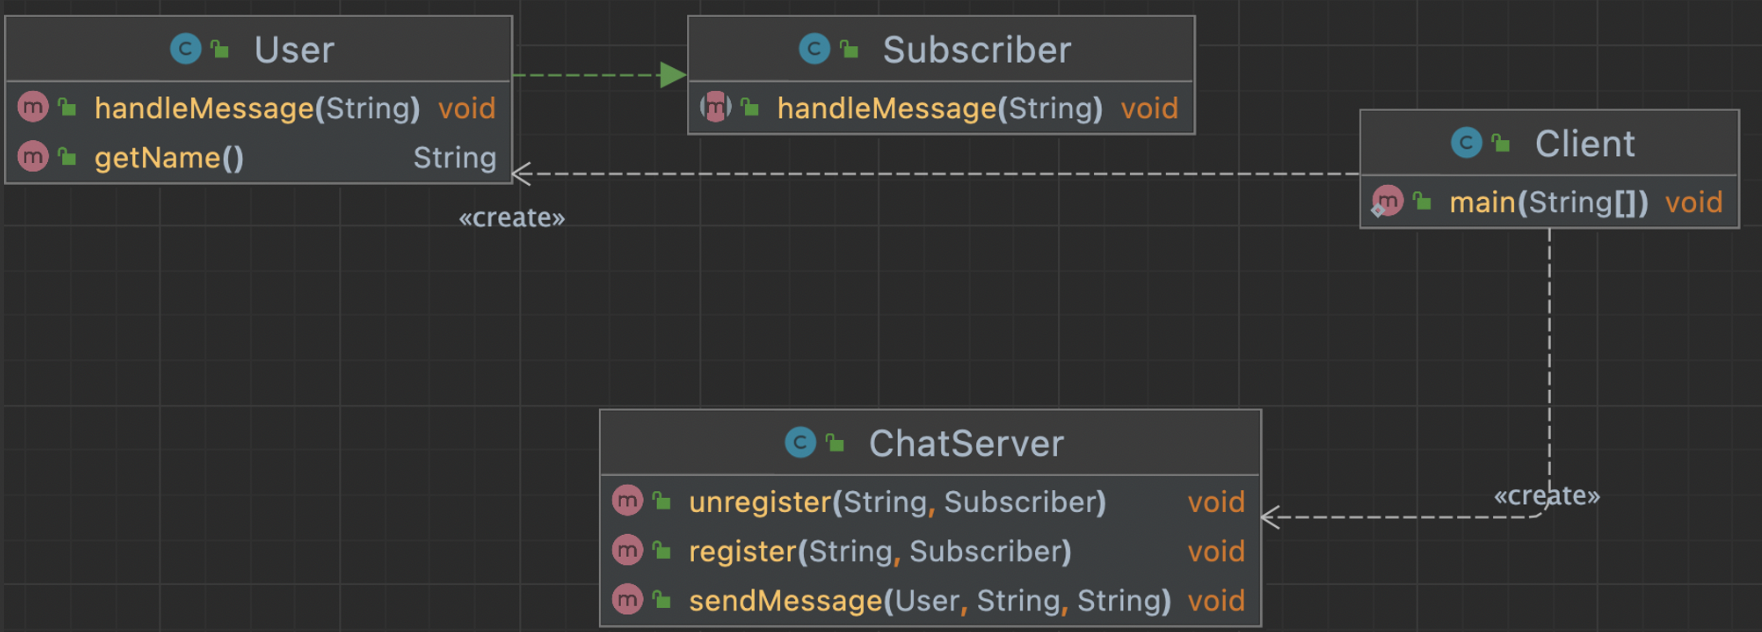 User
handleMessage(String) void
getName() String
Subscriber
handleMessage(String) void
Client
main(String[]) void
«create»
«create»
ChatServer
unregister(String, Subscriber) void
register(String, Subscriber) void
sendMessage(User, String, String) void